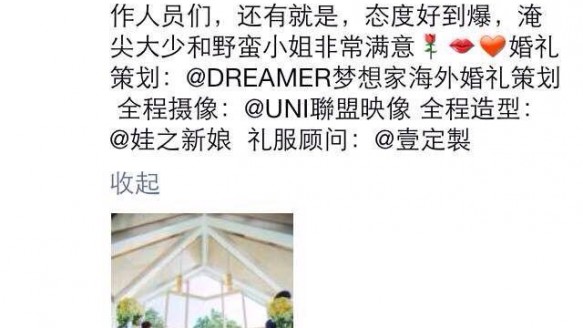 作人员们，还有就是，态度好到爆，淹
尖大少和野蛮小姐非常满意🌹💋❤️婚礼
策划：@DREAMER梦想家海外婚礼策划
全程摄像：@UNI聯盟映像 全程造型：
@娃之新娘 礼服顾问：@壹定製
收起